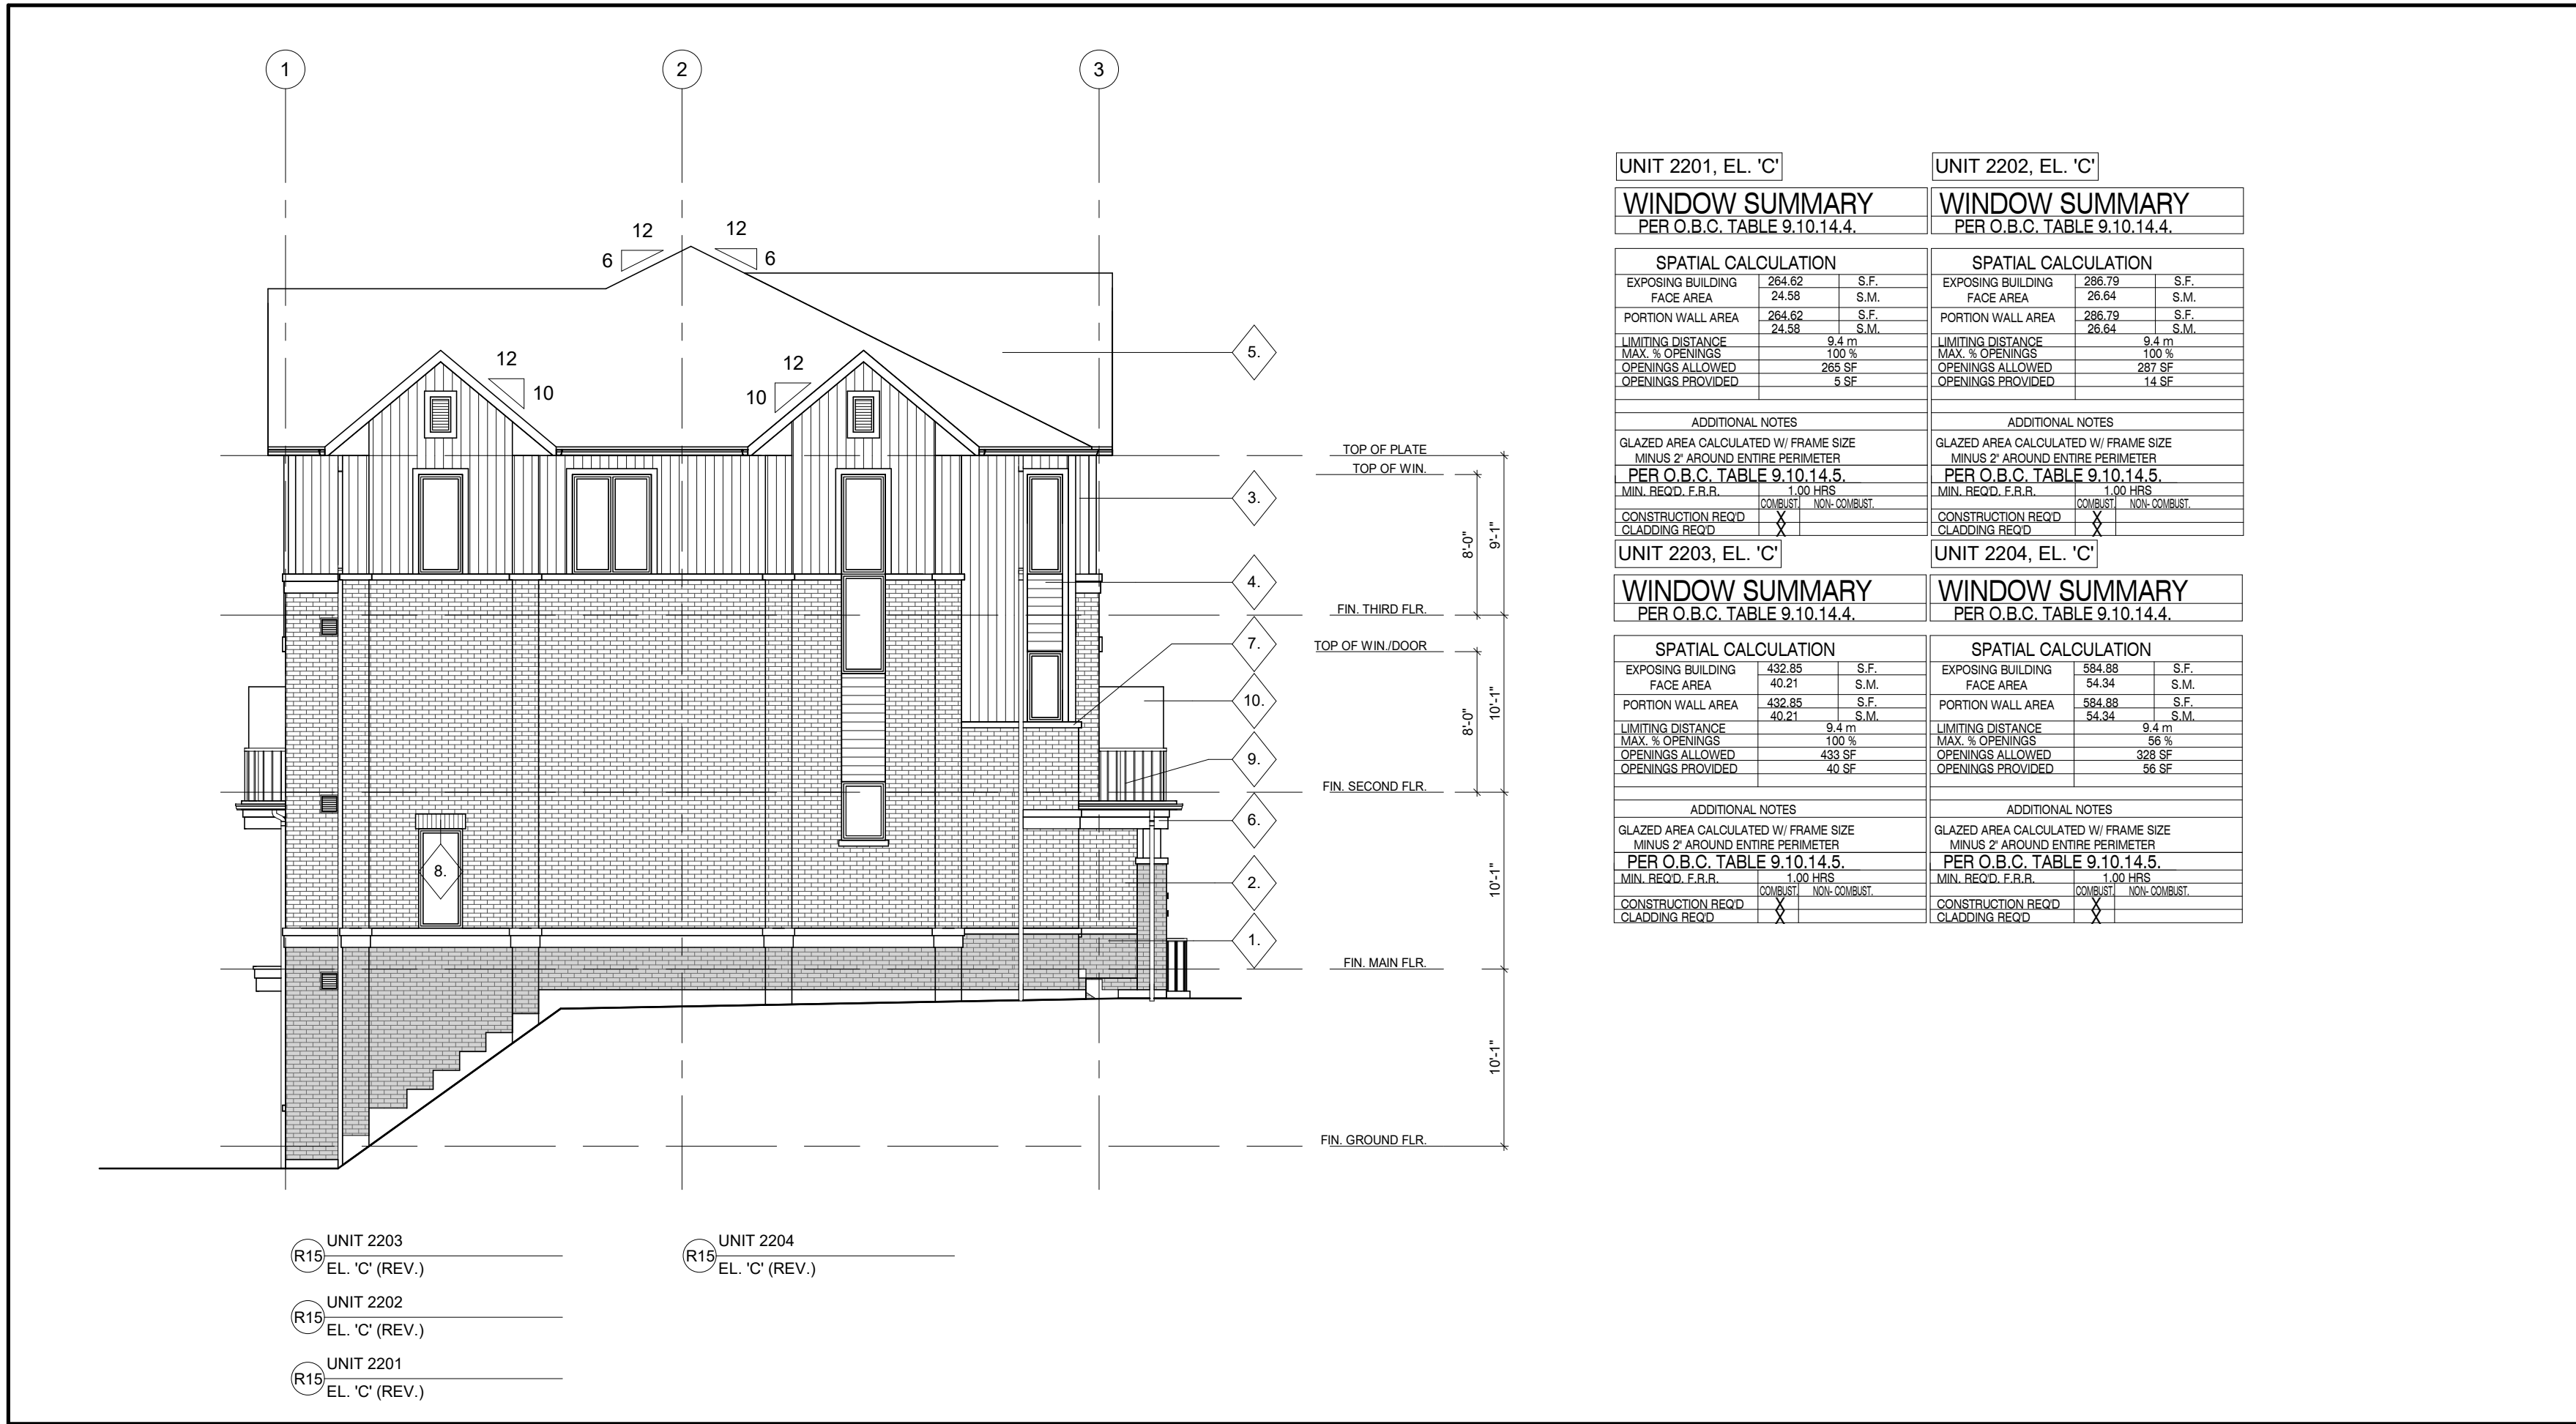 1
2
3
12
12
6
6
12
10
12
10
5.
3.
4.
7.
10.
9.
6.
8.
2.
1.
TOP OF PLATE
TOP OF WIN.
8'-0"
9'-1"
FIN. THIRD FLR.
TOP OF WIN./DOOR
8'-0"
10'-1"
FIN. SECOND FLR.
10'-1"
FIN. MAIN FLR.
10'-1"
FIN. GROUND FLR.
R15
UNIT 2203
EL. 'C' (REV.)
R15
UNIT 2204
EL. 'C' (REV.)
R15
UNIT 2202
EL. 'C' (REV.)
R15
UNIT 2201
EL. 'C' (REV.)
UNIT 2201, EL. 'C'
WINDOW SUMMARY
PER O.B.C. TABLE 9.10.14.4.
SPATIAL CALCULATION
EXPOSING BUILDING 264.62 S.F.
FACE AREA 24.58 S.M.
PORTION WALL AREA 264.62 S.F.
24.58 S.M.
LIMITING DISTANCE 9.4 m
MAX. % OPENINGS 100 %
OPENINGS ALLOWED 265 SF
OPENINGS PROVIDED 5 SF
ADDITIONAL NOTES
GLAZED AREA CALCULATED W/ FRAME SIZE
MINUS 2" AROUND ENTIRE PERIMETER
PER O.B.C. TABLE 9.10.14.5.
MIN. REQ'D. F.R.R. 1.00 HRS
COMBUST. NON- COMBUST.
CONSTRUCTION REQ'D X
CLADDING REQ'D X
UNIT 2202, EL. 'C'
WINDOW SUMMARY
PER O.B.C. TABLE 9.10.14.4.
SPATIAL CALCULATION
EXPOSING BUILDING 286.79 S.F.
FACE AREA 26.64 S.M.
PORTION WALL AREA 286.79 S.F.
26.64 S.M.
LIMITING DISTANCE 9.4 m
MAX. % OPENINGS 100 %
OPENINGS ALLOWED 287 SF
OPENINGS PROVIDED 14 SF
ADDITIONAL NOTES
GLAZED AREA CALCULATED W/ FRAME SIZE
MINUS 2" AROUND ENTIRE PERIMETER
PER O.B.C. TABLE 9.10.14.5.
MIN. REQ'D. F.R.R. 1.00 HRS
COMBUST. NON- COMBUST.
CONSTRUCTION REQ'D X
CLADDING REQ'D X
UNIT 2203, EL. 'C'
WINDOW SUMMARY
PER O.B.C. TABLE 9.10.14.4.
SPATIAL CALCULATION
EXPOSING BUILDING 432.85 S.F.
FACE AREA 40.21 S.M.
PORTION WALL AREA 432.85 S.F.
40.21 S.M.
LIMITING DISTANCE 9.4 m
MAX. % OPENINGS 100 %
OPENINGS ALLOWED 433 SF
OPENINGS PROVIDED 40 SF
ADDITIONAL NOTES
GLAZED AREA CALCULATED W/ FRAME SIZE
MINUS 2" AROUND ENTIRE PERIMETER
PER O.B.C. TABLE 9.10.14.5.
MIN. REQ'D. F.R.R. 1.00 HRS
COMBUST. NON- COMBUST.
CONSTRUCTION REQ'D X
CLADDING REQ'D X
UNIT 2204, EL. 'C'
WINDOW SUMMARY
PER O.B.C. TABLE 9.10.14.4.
SPATIAL CALCULATION
EXPOSING BUILDING 584.88 S.F.
FACE AREA 54.34 S.M.
PORTION WALL AREA 584.88 S.F.
54.34 S.M.
LIMITING DISTANCE 9.4 m
MAX. % OPENINGS 56 %
OPENINGS ALLOWED 328 SF
OPENINGS PROVIDED 56 SF
ADDITIONAL NOTES
GLAZED AREA CALCULATED W/ FRAME SIZE
MINUS 2" AROUND ENTIRE PERIMETER
PER O.B.C. TABLE 9.10.14.5.
MIN. REQ'D. F.R.R. 1.00 HRS
COMBUST. NON- COMBUST.
CONSTRUCTION REQ'D X
CLADDING REQ'D X